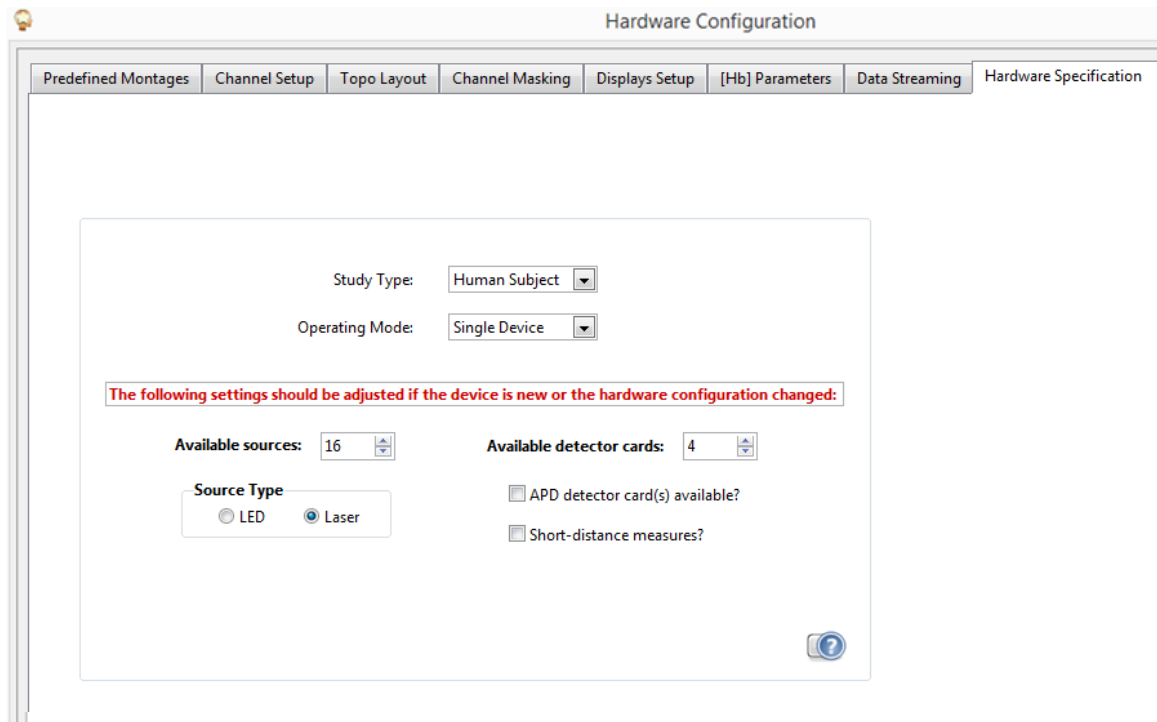 Hardware Configuration
Predefined Montages Channel Setup Topo Layout Channel Masking Displays Setup [Hb] Parameters Data Streaming Hardware Specification
Study Type: Human Subject
Operating Mode: Single Device
The following settings should be adjusted if the device is new or the hardware configuration changed:
Available sources: 16 Available detector cards: 4
Source Type APD detector card(s) available?
LED Laser
Short-distance measures?
?